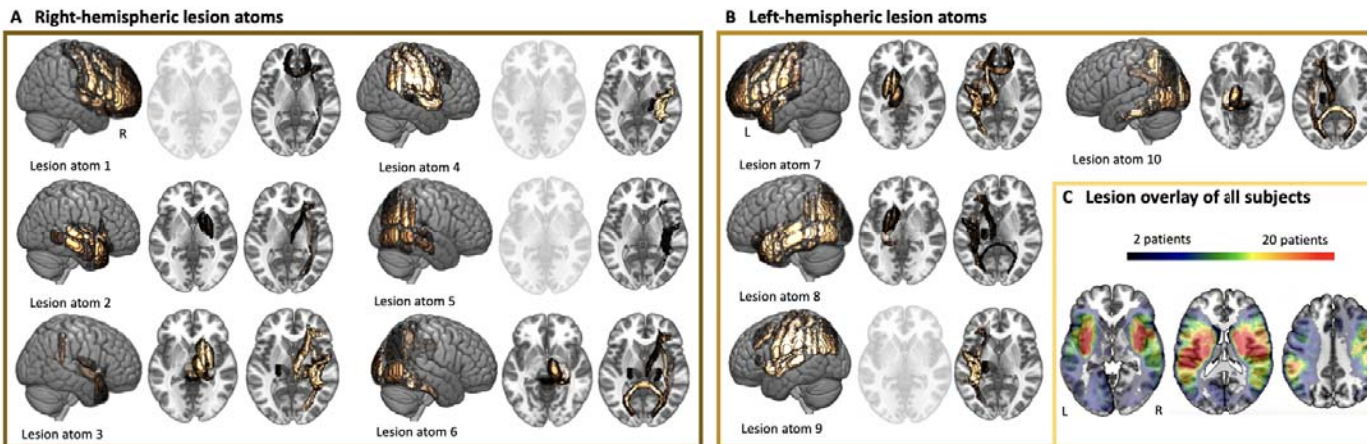 A Right-hemispheric lesion atoms
R
Lesion atom 1
Lesion atom 4
Lesion atom 2
Lesion atom 5
Lesion atom 3
Lesion atom 6
B Left-hemispheric lesion atoms
L
Lesion atom 7
Lesion atom 10
Lesion atom 8
Lesion atom 9
C Lesion overlay of all subjects
2 patients 20 patients
L R